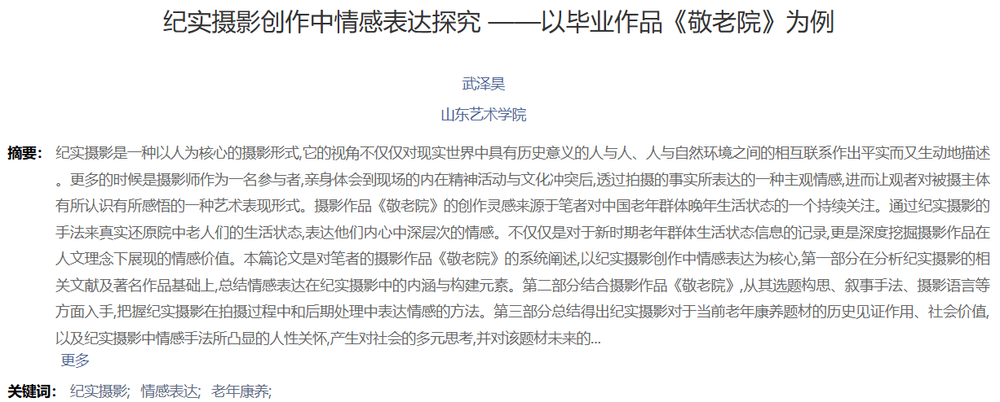 纪实摄影创作中情感表达探究 ——以毕业作品《敬老院》为例
武泽昊
山东艺术学院
摘要： 纪实摄影是一种以人为核心的摄影形式,它的视角不仅仅对现实世界中具有历史意义的人与人、人与自然环境之间的相互联系作出平实而又生动地描述
。更多的时候是摄影师作为一名参与者,亲身体会到现场的内在精神活动与文化冲突后,透过拍摄的事实所表达的一种主观情感,进而让观者对被摄主体
有所认识有所感悟的一种艺术表现形式。摄影作品《敬老院》的创作灵感来源于笔者对中国老年群体晚年生活状态的一个持续关注。通过纪实摄影的
手法来真实还原院中老人们的生活状态,表达他们内心中深层次的情感。不仅仅是对于新时期老年群体生活状态信息的记录,更是深度挖掘摄影作品在
人文理念下展现的情感价值。本篇论文是对笔者的摄影作品《敬老院》的系统阐述,以纪实摄影创作中情感表达为核心,第一部分在分析纪实摄影的相
关文献及著名作品基础上,总结情感表达在纪实摄影中的内涵与构建元素。第二部分结合摄影作品《敬老院》,从其选题构思、叙事手法、摄影语言等
方面入手,把握纪实摄影在拍摄过程中和后期处理中表达情感的方法。第三部分总结得出纪实摄影对于当前老年康养题材的历史见证作用、社会价值,
以及纪实摄影中情感手法所凸显的人性关怀,产生对社会的多元思考,并对该题材未来的...
更多
关键词： 纪实摄影; 情感表达; 老年康养;